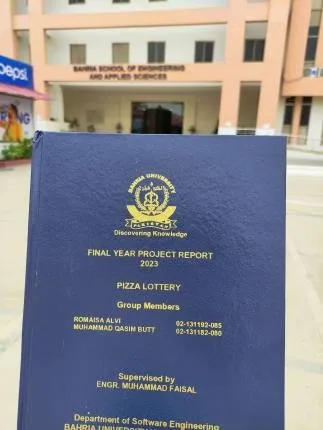 pepsi
BAHRIA SCHOOL OF ENGINEERING
AND APPLIED SCIENCES
BAHRIA UNIVERSITY
PAKISTAN
Discovering Knowledge
FINAL YEAR PROJECT REPORT
2023
PIZZA LOTTERY
Group Members
ROMAISA ALVI 02-131192-085
MUHAMMAD QASIM BUTT 02-131182-080
Supervised by
ENGR. MUHAMMAD FAISAL
Department of Software Engineering